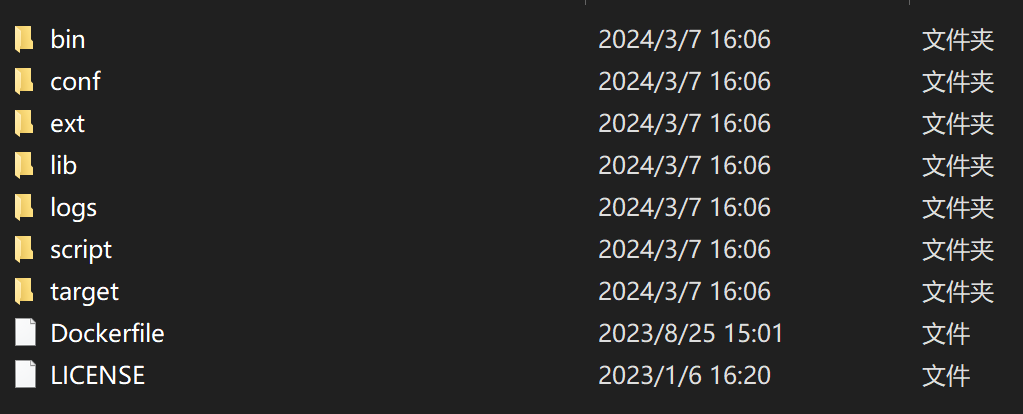 bin 2024/3/7 16:06 文件夹
conf 2024/3/7 16:06 文件夹
ext 2024/3/7 16:06 文件夹
lib 2024/3/7 16:06 文件夹
logs 2024/3/7 16:06 文件夹
script 2024/3/7 16:06 文件夹
target 2024/3/7 16:06 文件夹
Dockerfile 2023/8/25 15:01 文件
LICENSE 2023/1/6 16:20 文件